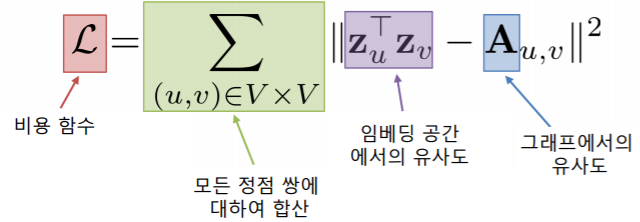 ℒ = ∑_{(u,v)∈V×V} ‖𝐳_u^⊤ 𝐳_v − 𝐀_{u,v}‖²
비용 함수
임베딩 공간
에서의 유사도
그래프에서의
유사도
모든 정점 쌍에
대하여 합산